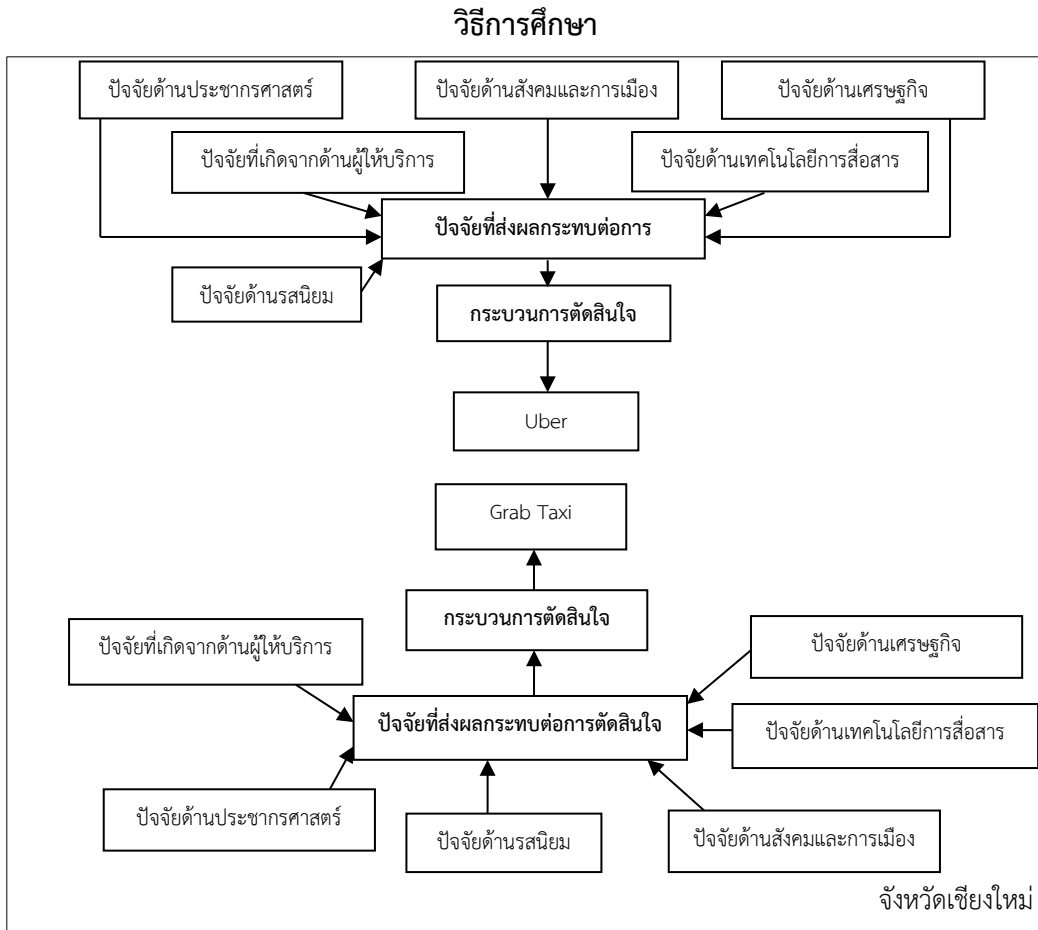 วิธีการศึกษา
ปัจจัยด้านประชากรศาสตร์
ปัจจัยด้านสังคมและการเมือง
ปัจจัยด้านเศรษฐกิจ
ปัจจัยที่เกิดจากด้านผู้ให้บริการ
ปัจจัยด้านเทคโนโลยีการสื่อสาร
ปัจจัยที่ส่งผลกระทบต่อการ
ปัจจัยด้านรสนิยม
กระบวนการตัดสินใจ
Uber
Grab Taxi
กระบวนการตัดสินใจ
ปัจจัยที่เกิดจากด้านผู้ให้บริการ
ปัจจัยด้านเศรษฐกิจ
ปัจจัยที่ส่งผลกระทบต่อการตัดสินใจ
ปัจจัยด้านเทคโนโลยีการสื่อสาร
ปัจจัยด้านประชากรศาสตร์
ปัจจัยด้านรสนิยม
ปัจจัยด้านสังคมและการเมือง
จังหวัดเชียงใหม่